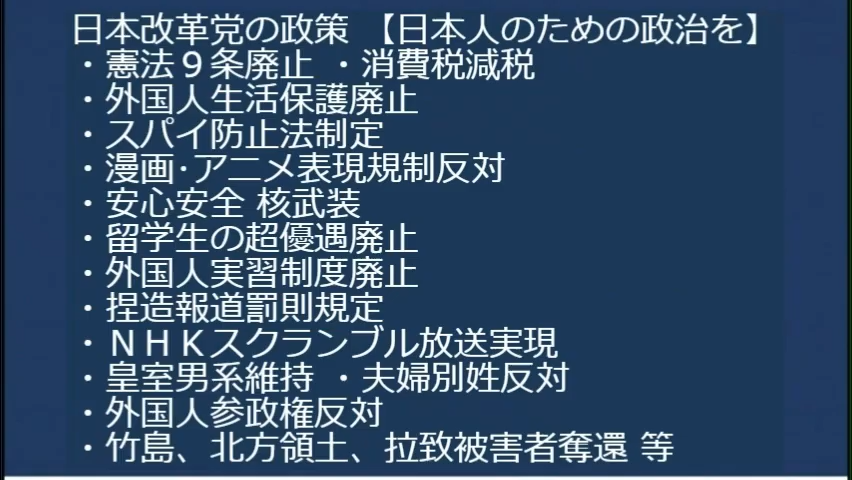 日本改革党の政策 【日本人のための政治を】
・憲法９条廃止 ・消費税減税
・外国人生活保護廃止
・スパイ防止法制定
・漫画･アニメ表現規制反対
・安心安全 核武装
・留学生の超優遇廃止
・外国人実習制度廃止
・捏造報道罰則規定
・ＮＨＫスクランブル放送実現
・皇室男系維持 ・夫婦別姓反対
・外国人参政権反対
・竹島、北方領土、拉致被害者奪還 等